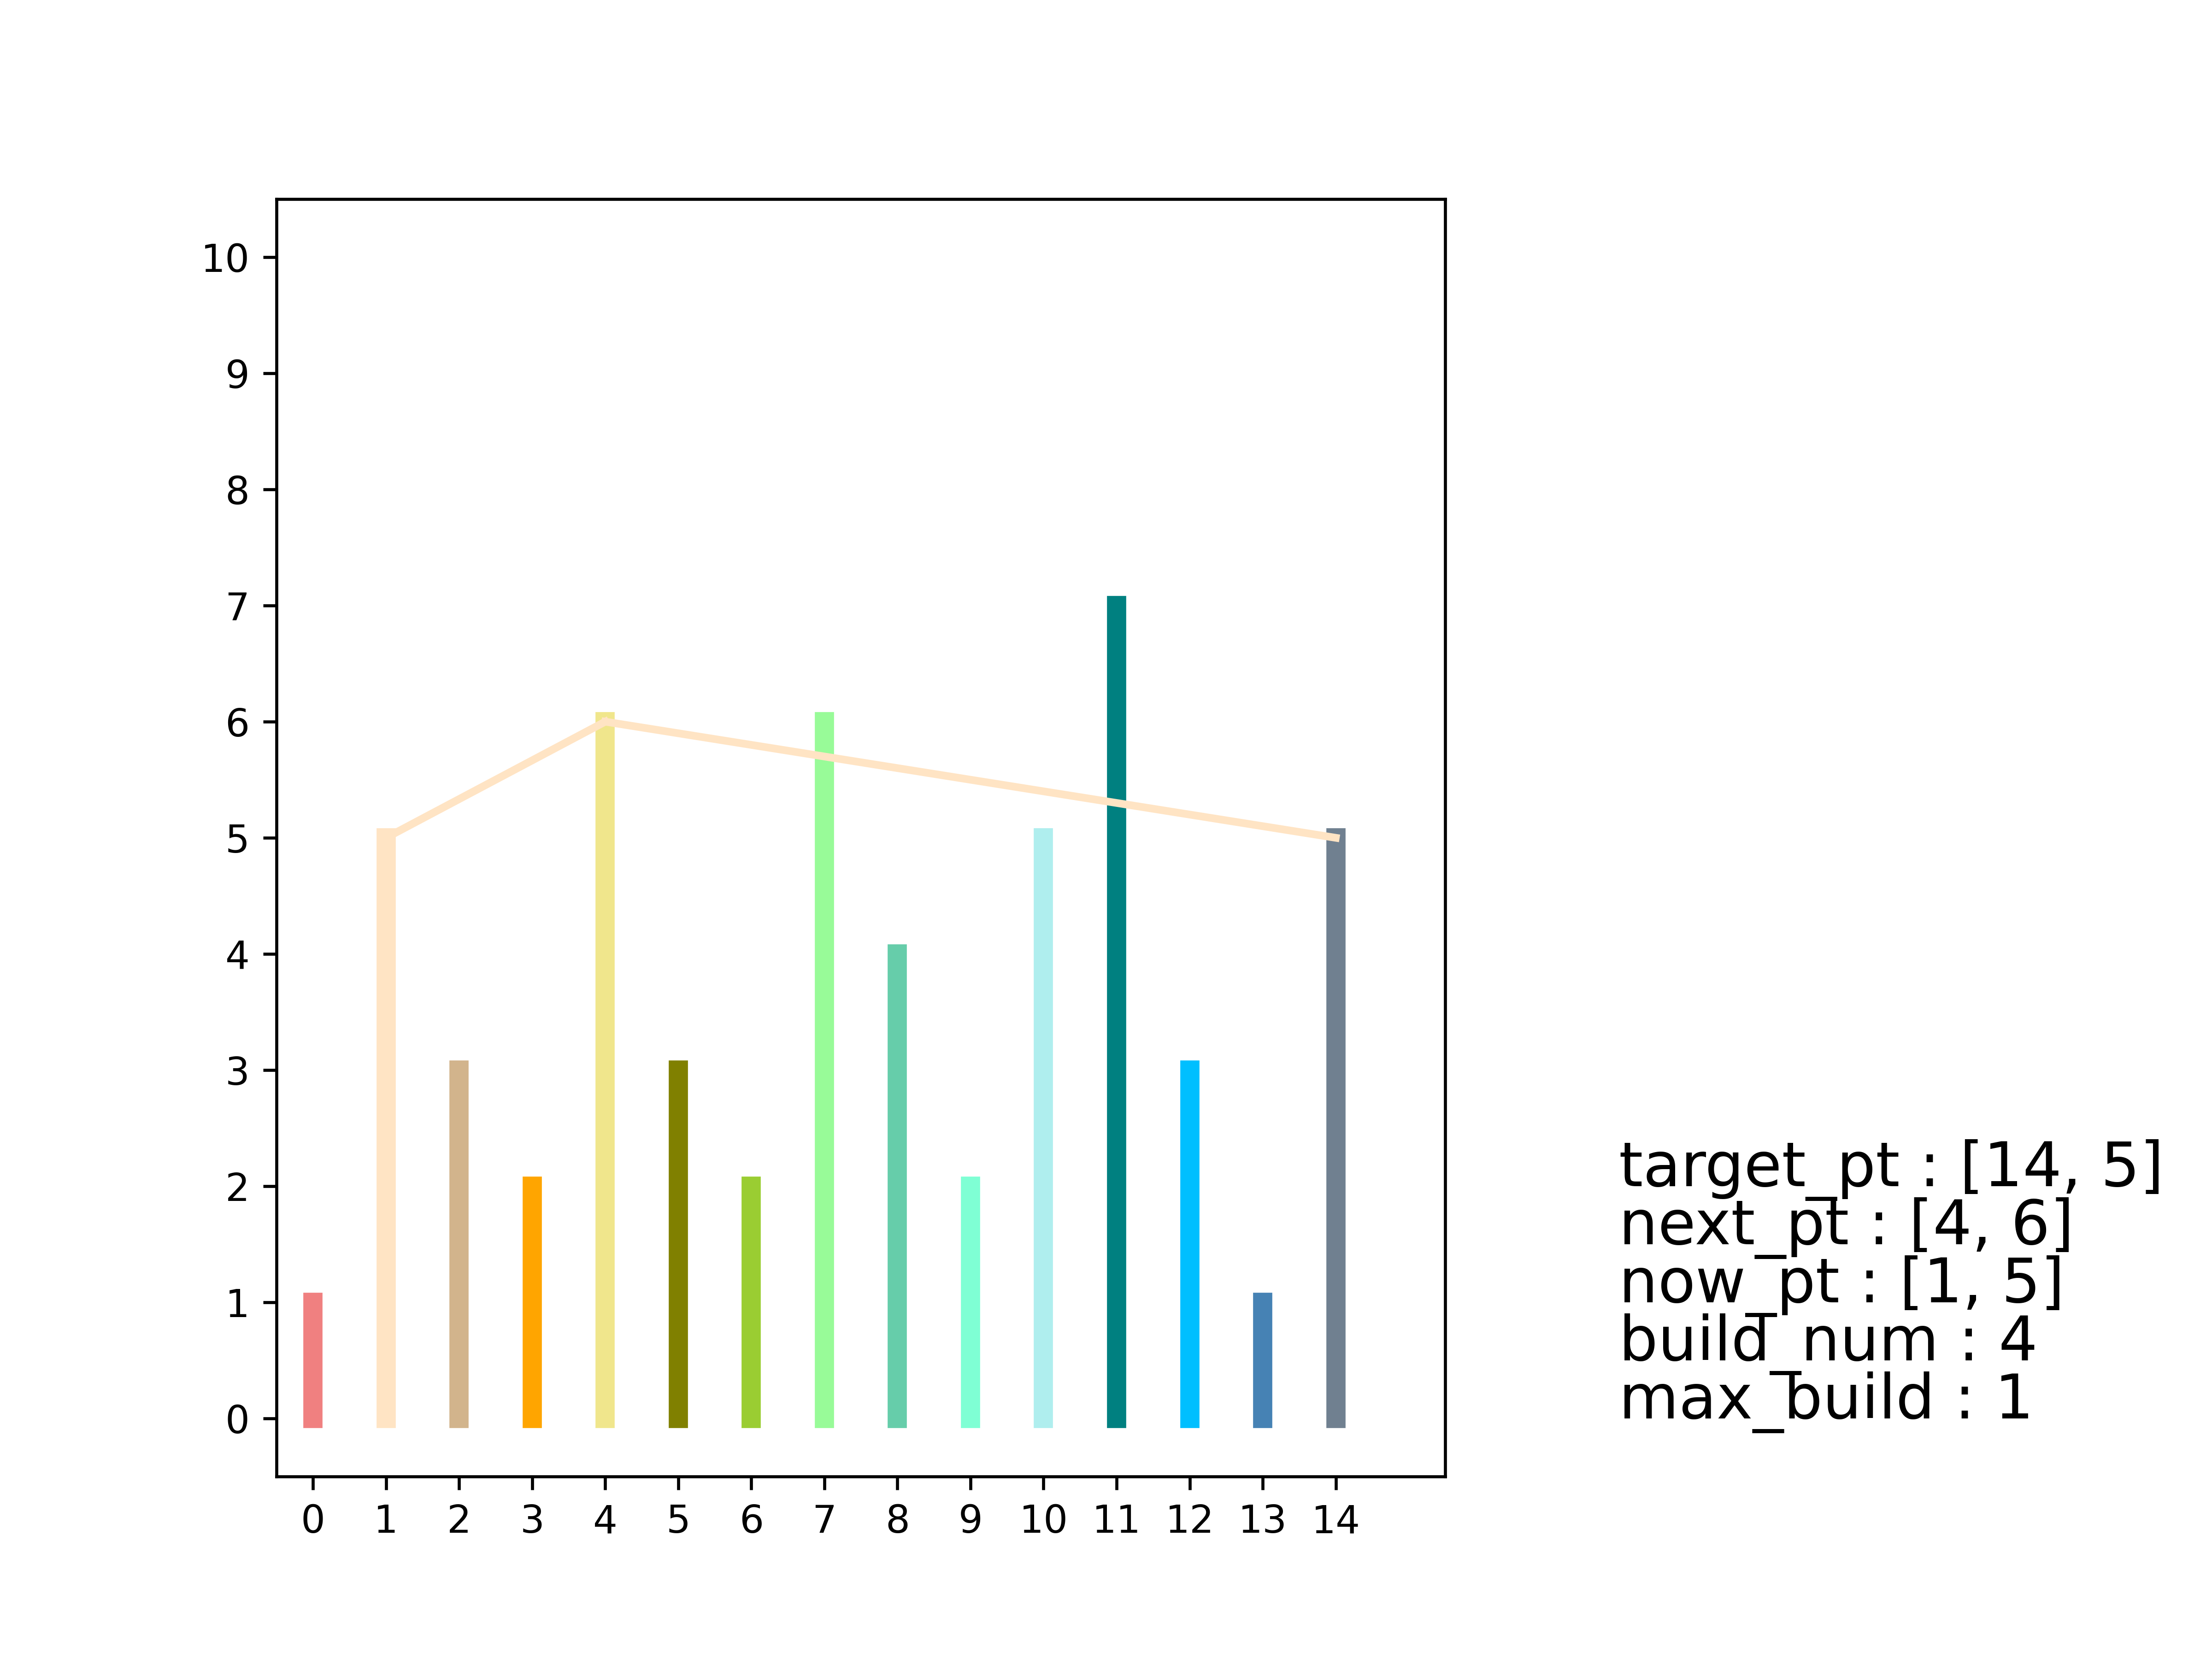 10
9
8
7
6
5
4
3
2
1
0
0 1 2 3 4 5 6 7 8 9 10 11 12 13 14
target_pt : [14, 5]
next_pt : [4, 6]
now_pt : [1, 5]
build_num : 4
max_build : 1